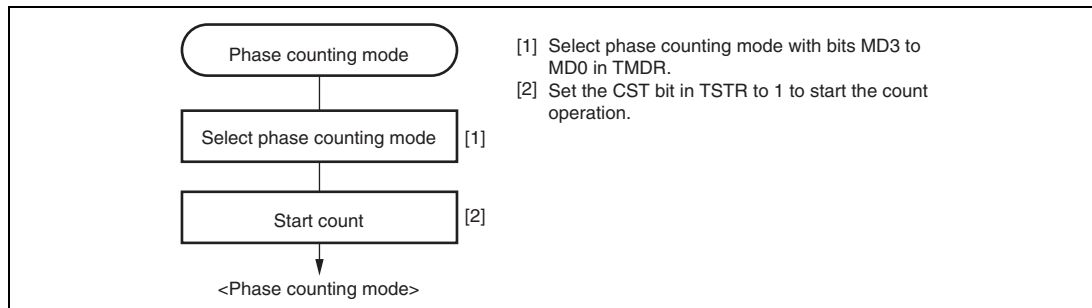 Phase counting mode
Select phase counting mode [1]
Start count [2]
<Phase counting mode>
[1] Select phase counting mode with bits MD3 to
MD0 in TMDR.
[2] Set the CST bit in TSTR to 1 to start the count
operation.